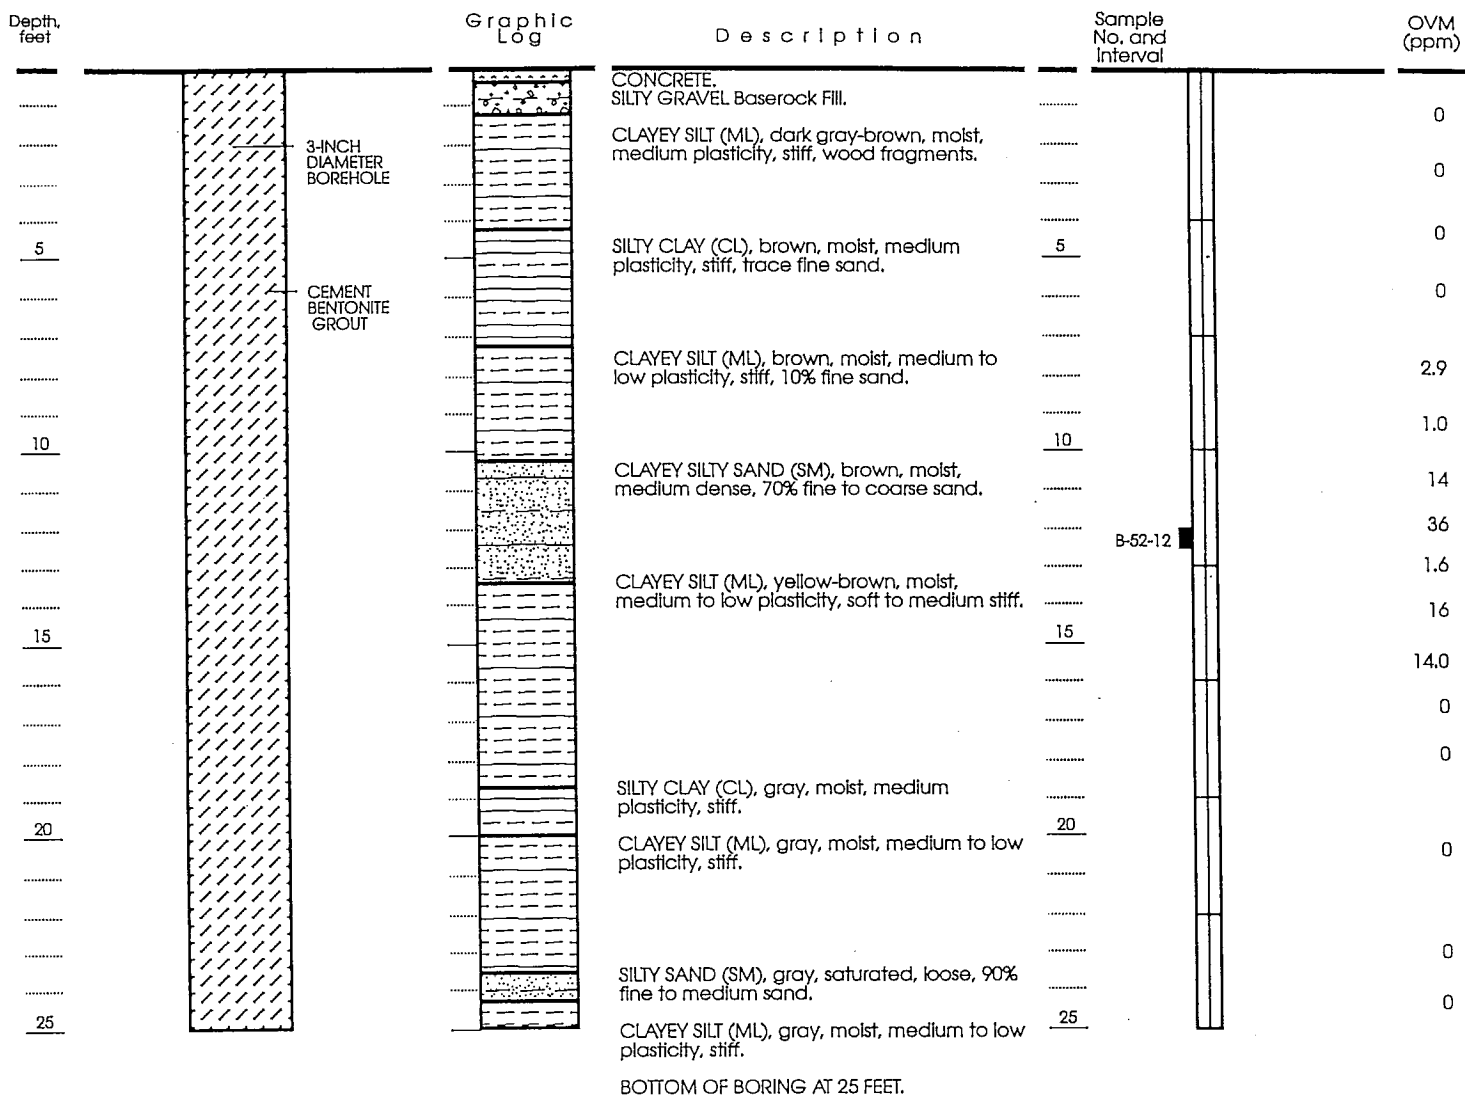 Depth,
feet
Graphic
Log
Description
Sample
No. and
Interval
OVM
(ppm)
CONCRETE.
SILTY GRAVEL Baserock Fill.
0
3-INCH
DIAMETER
BOREHOLE
CLAYEY SILT (ML), dark gray-brown, moist,
medium plasticity, stiff, wood fragments.
0
5
SILTY CLAY (CL), brown, moist, medium
plasticity, stiff, trace fine sand.
5
0
CEMENT
BENTONITE
GROUT
0
CLAYEY SILT (ML), brown, moist, medium to
low plasticity, stiff, 10% fine sand.
2.9
1.0
10
10
CLAYEY SILTY SAND (SM), brown, moist,
medium dense, 70% fine to coarse sand.
14
36
B-52-12
1.6
CLAYEY SILT (ML), yellow-brown, moist,
medium to low plasticity, soft to medium stiff.
16
15
15
14.0
0
0
SILTY CLAY (CL), gray, moist, medium
plasticity, stiff.
20
20
CLAYEY SILT (ML), gray, moist, medium to low
plasticity, stiff.
0
0
SILTY SAND (SM), gray, saturated, loose, 90%
fine to medium sand.
0
25
25
CLAYEY SILT (ML), gray, moist, medium to low
plasticity, stiff.
BOTTOM OF BORING AT 25 FEET.